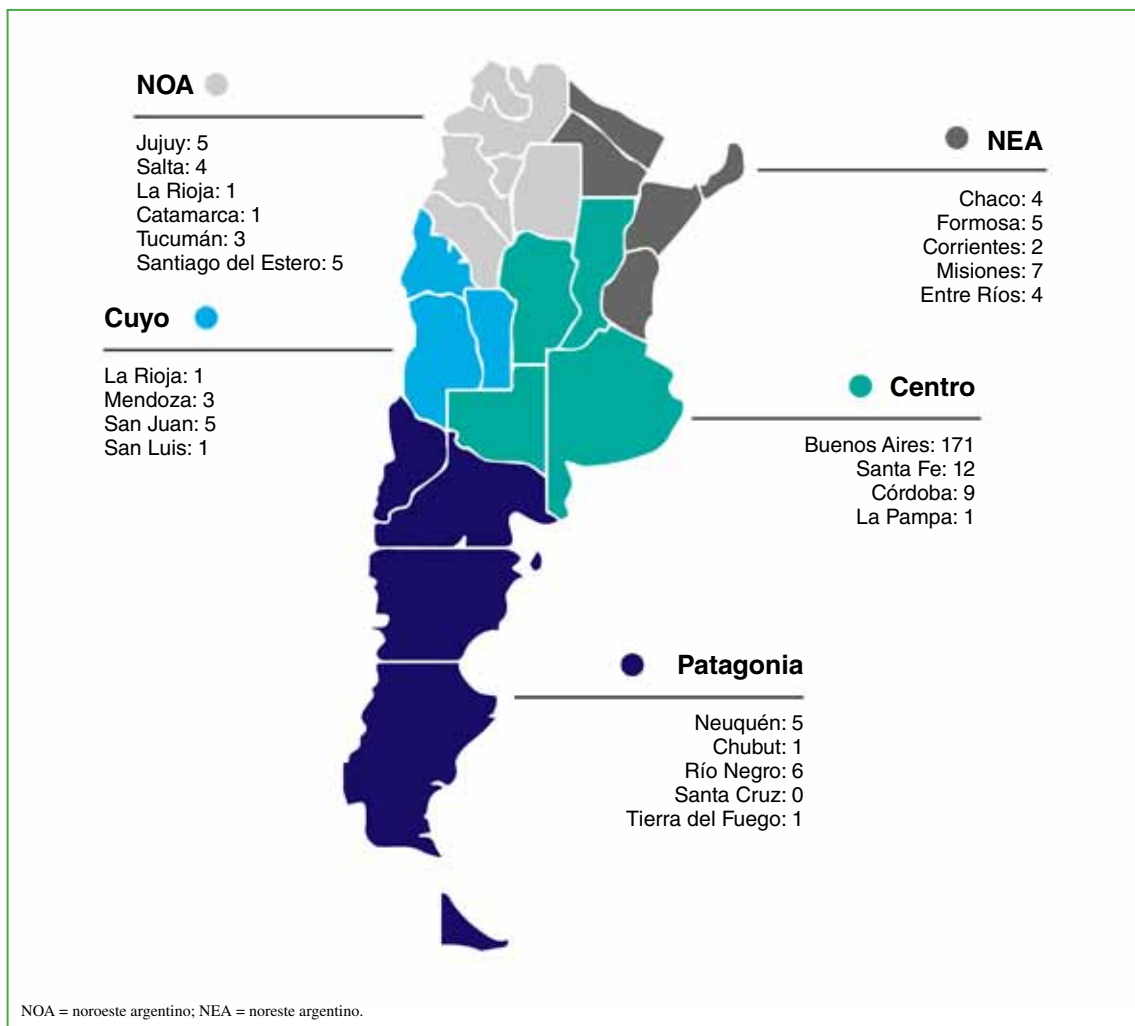 NOA
Jujuy: 5
Salta: 4
La Rioja: 1
Catamarca: 1
Tucumán: 3
Santiago del Estero: 5
NEA
Chaco: 4
Formosa: 5
Corrientes: 2
Misiones: 7
Entre Ríos: 4
Cuyo
La Rioja: 1
Mendoza: 3
San Juan: 5
San Luis: 1
Centro
Buenos Aires: 171
Santa Fe: 12
Córdoba: 9
La Pampa: 1
Patagonia
Neuquén: 5
Chubut: 1
Río Negro: 6
Santa Cruz: 0
Tierra del Fuego: 1
NOA = noroeste argentino; NEA = noreste argentino.